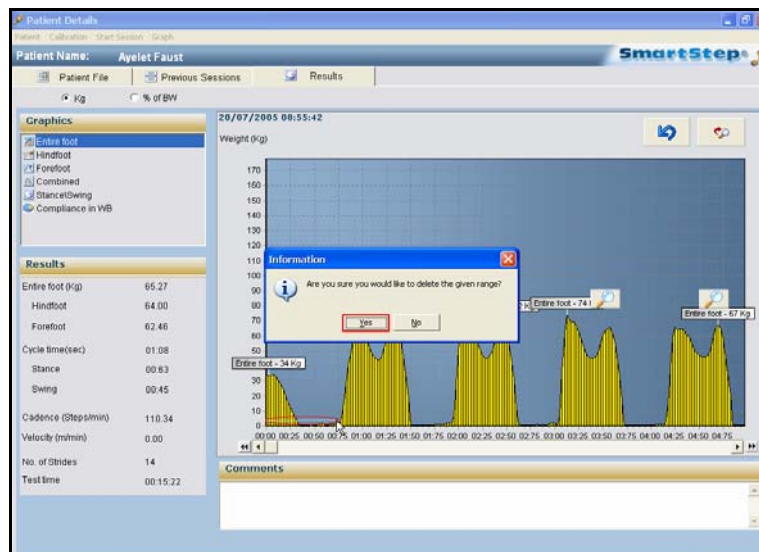 Patient Details
Patient Calibration Start Session Graph
Patient Name: Ayelet Faust
SmartStep
Patient File
Previous Sessions
Results
Kg
% of BW
Graphics
Entire foot
Hindfoot
Forefoot
Combined
Stance\Swing
Compliance in WB
Results
Entire foot (Kg) 65.27
Hindfoot 64.00
Forefoot 62.46
Cycle time(sec) 01:08
Stance 00:63
Swing 00:45
Cadence (Steps/min) 110.34
Velocity (m/min) 0.00
No. of Strides 14
Test time 00:15:22
20/07/2005 08:55:42
Weight (Kg)
170
160
150
140
130
120
110
100
90
80
70
60
50
30
20
10
0
Information
Are you sure you would like to delete the given range?
Yes
No
Entire foot - 74
Entire foot - 67 Kg
Entire foot - 34 Kg
00:00 00:25 00:50 00:75 01:00 01:25 01:50 01:75 02:00 02:25 02:50 02:75 03:00 03:25 03:50 03:75 04:00 04:25 04:50 04:75
Comments